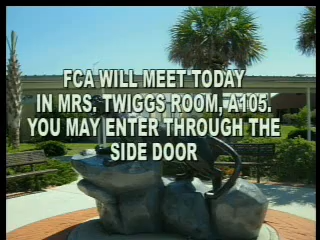 FCA WILL MEET TODAY
IN MRS. TWIGGS ROOM, A105.
YOU MAY ENTER THROUGH THE
SIDE DOOR